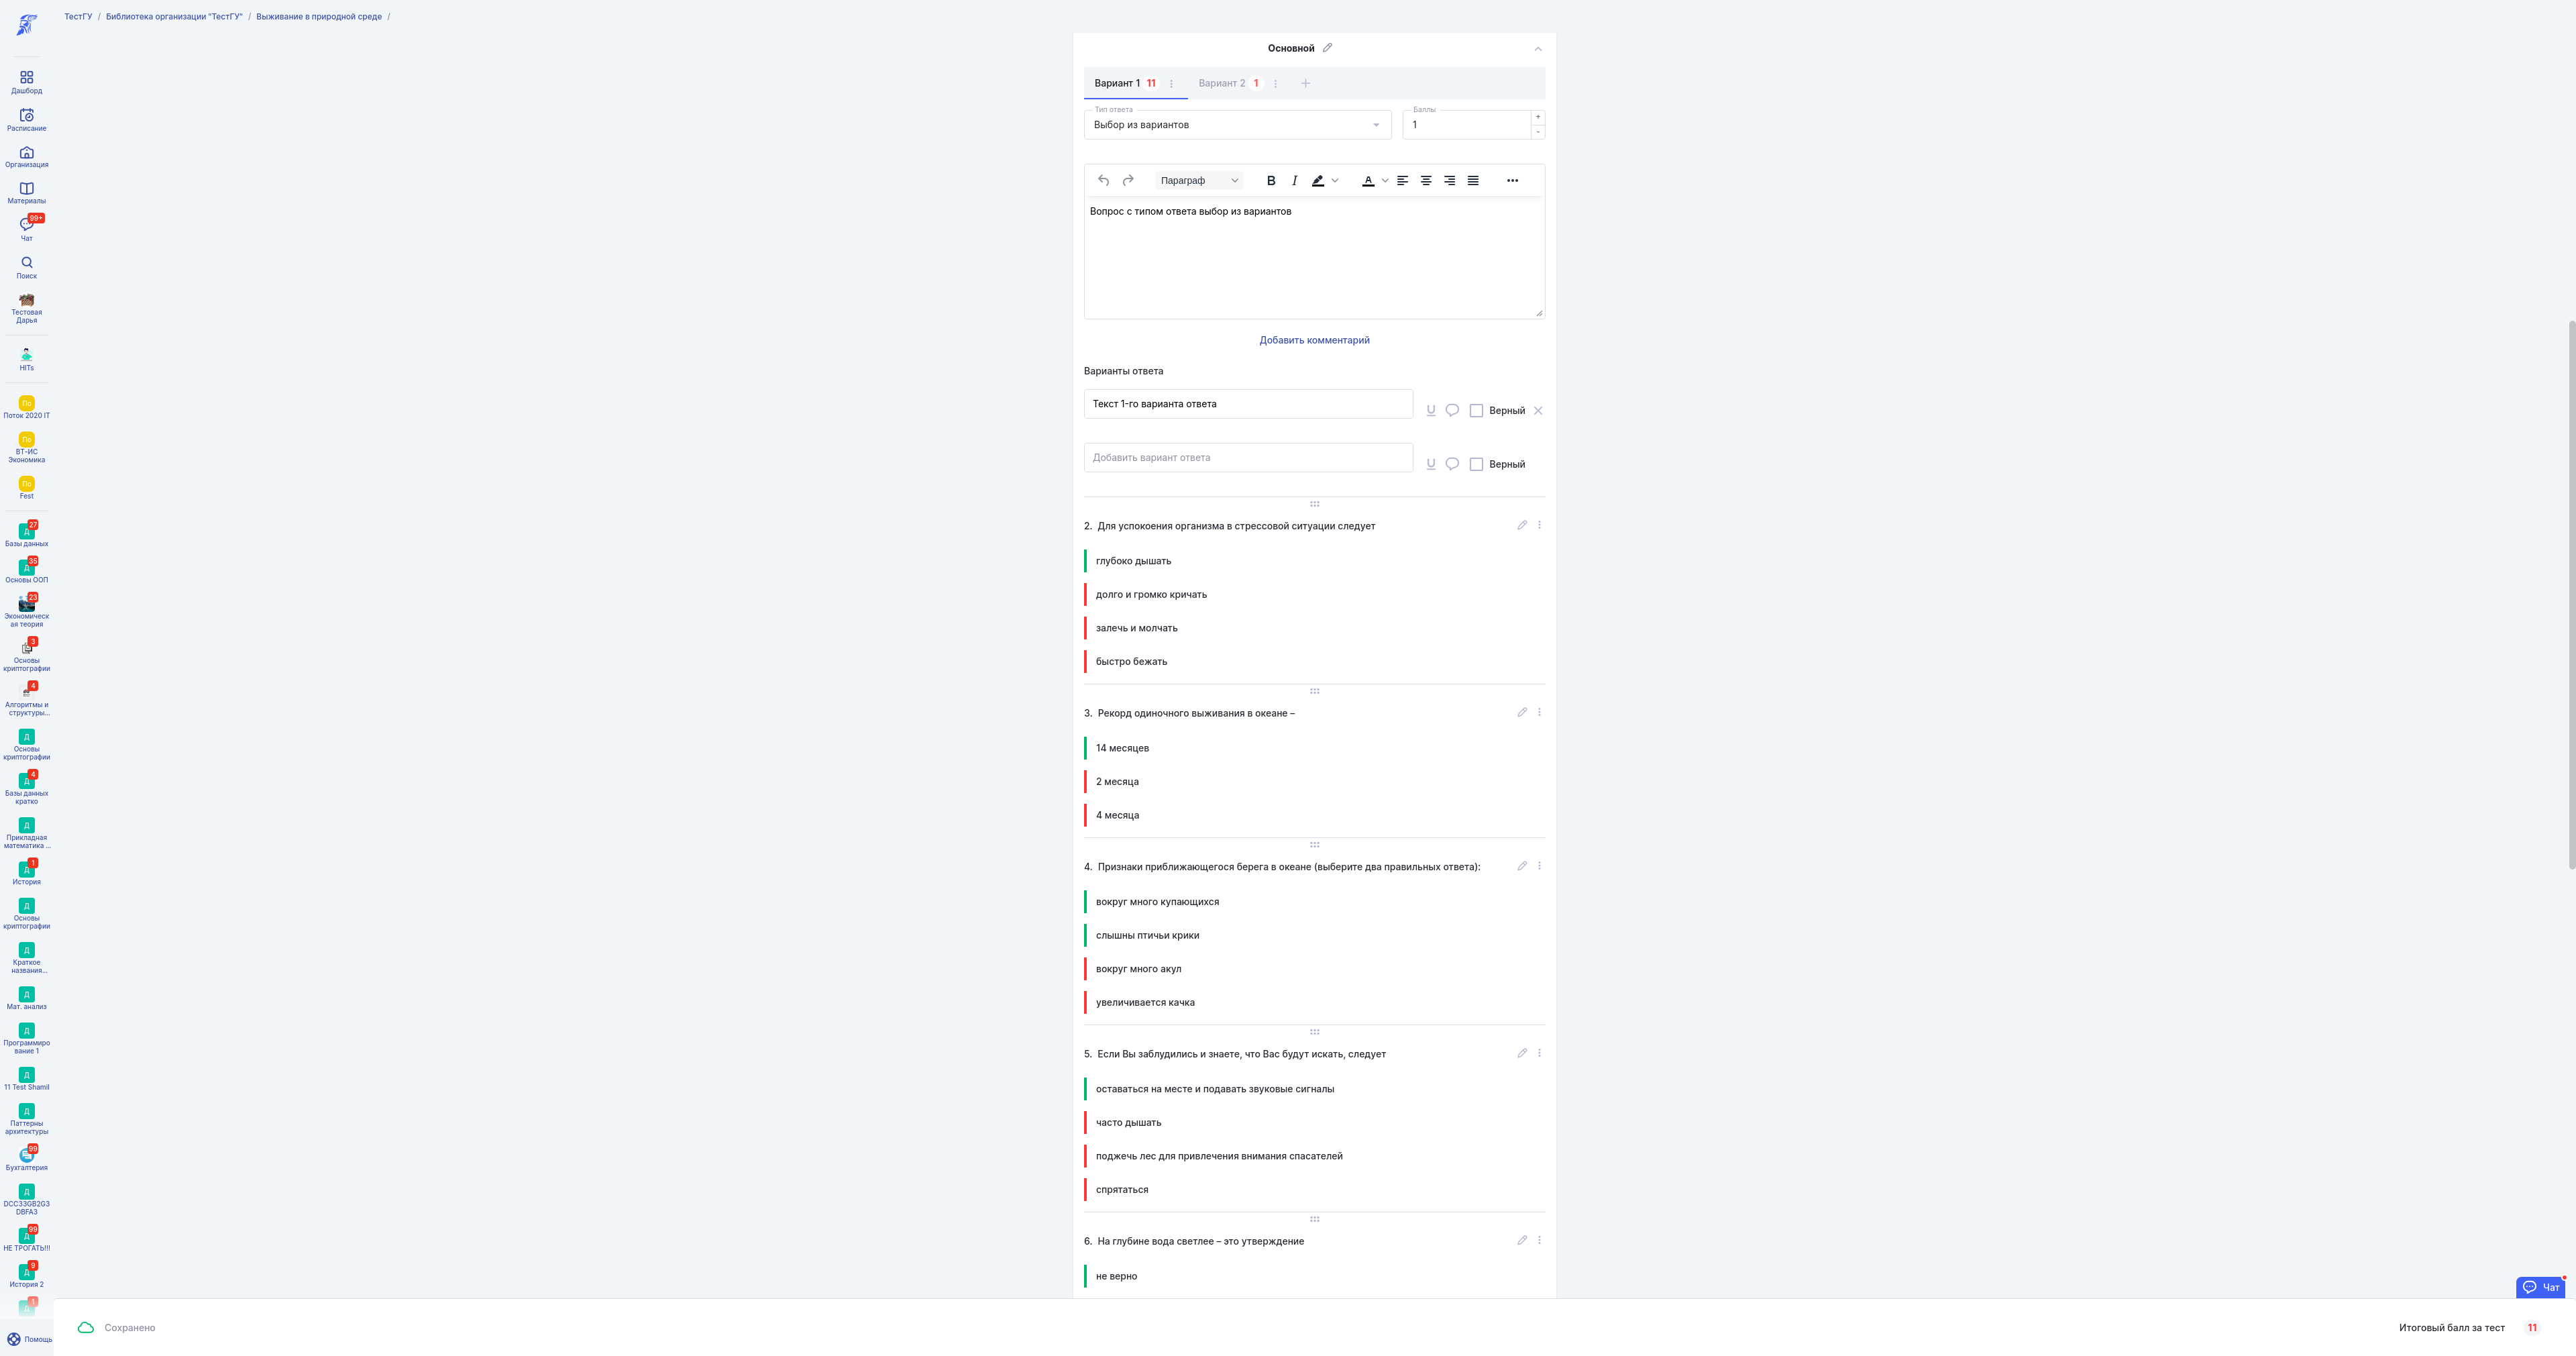 ТестГУ / Библиотека организации "ТестГУ" / Выживание в природной среде /
Дашборд
Расписание
Организация
Материалы
99+
Чат
Поиск
Тестовая
Дарья
HITs
По
Поток 2020 IT
По
ВТ-ИС
Экономика
По
Fest
27
Д
Базы данных
35
Д
Основы ООП
23
Экономическ
ая теория
3
Основы
криптографии
4
Алгоритмы и
структуры...
Д
Основы
криптографии
4
Д
Базы данных
кратко
Д
Прикладная
математика ...
1
Д
История
Д
Основы
криптографии
Д
Краткое
названия...
Д
Мат. анализ
Д
Программиро
вание 1
Д
11 Test Shamil
Д
Паттерны
архитектуры
99
Бухгалтерия
Д
DCC33GB2G3
DBFA3
99
Д
НЕ ТРОГАТЬ!!!
9
Д
История 2
1
Д
Помощь
Основной
Вариант 1 11 Вариант 2 1 +
Тип ответа
Выбор из вариантов
Баллы
1
+
-
Параграф B I A ...
Вопрос с типом ответа выбор из вариантов
Добавить комментарий
Варианты ответа
Текст 1-го варианта ответа U Верный
Добавить вариант ответа U Верный
2. Для успокоения организма в стрессовой ситуации следует
глубоко дышать
долго и громко кричать
залечь и молчать
быстро бежать
3. Рекорд одиночного выживания в океане –
14 месяцев
2 месяца
4 месяца
4. Признаки приближающегося берега в океане (выберите два правильных ответа):
вокруг много купающихся
слышны птичьи крики
вокруг много акул
увеличивается качка
5. Если Вы заблудились и знаете, что Вас будут искать, следует
оставаться на месте и подавать звуковые сигналы
часто дышать
поджечь лес для привлечения внимания спасателей
спрятаться
6. На глубине вода светлее – это утверждение
не верно
Чат
Сохранено
Итоговый балл за тест 11